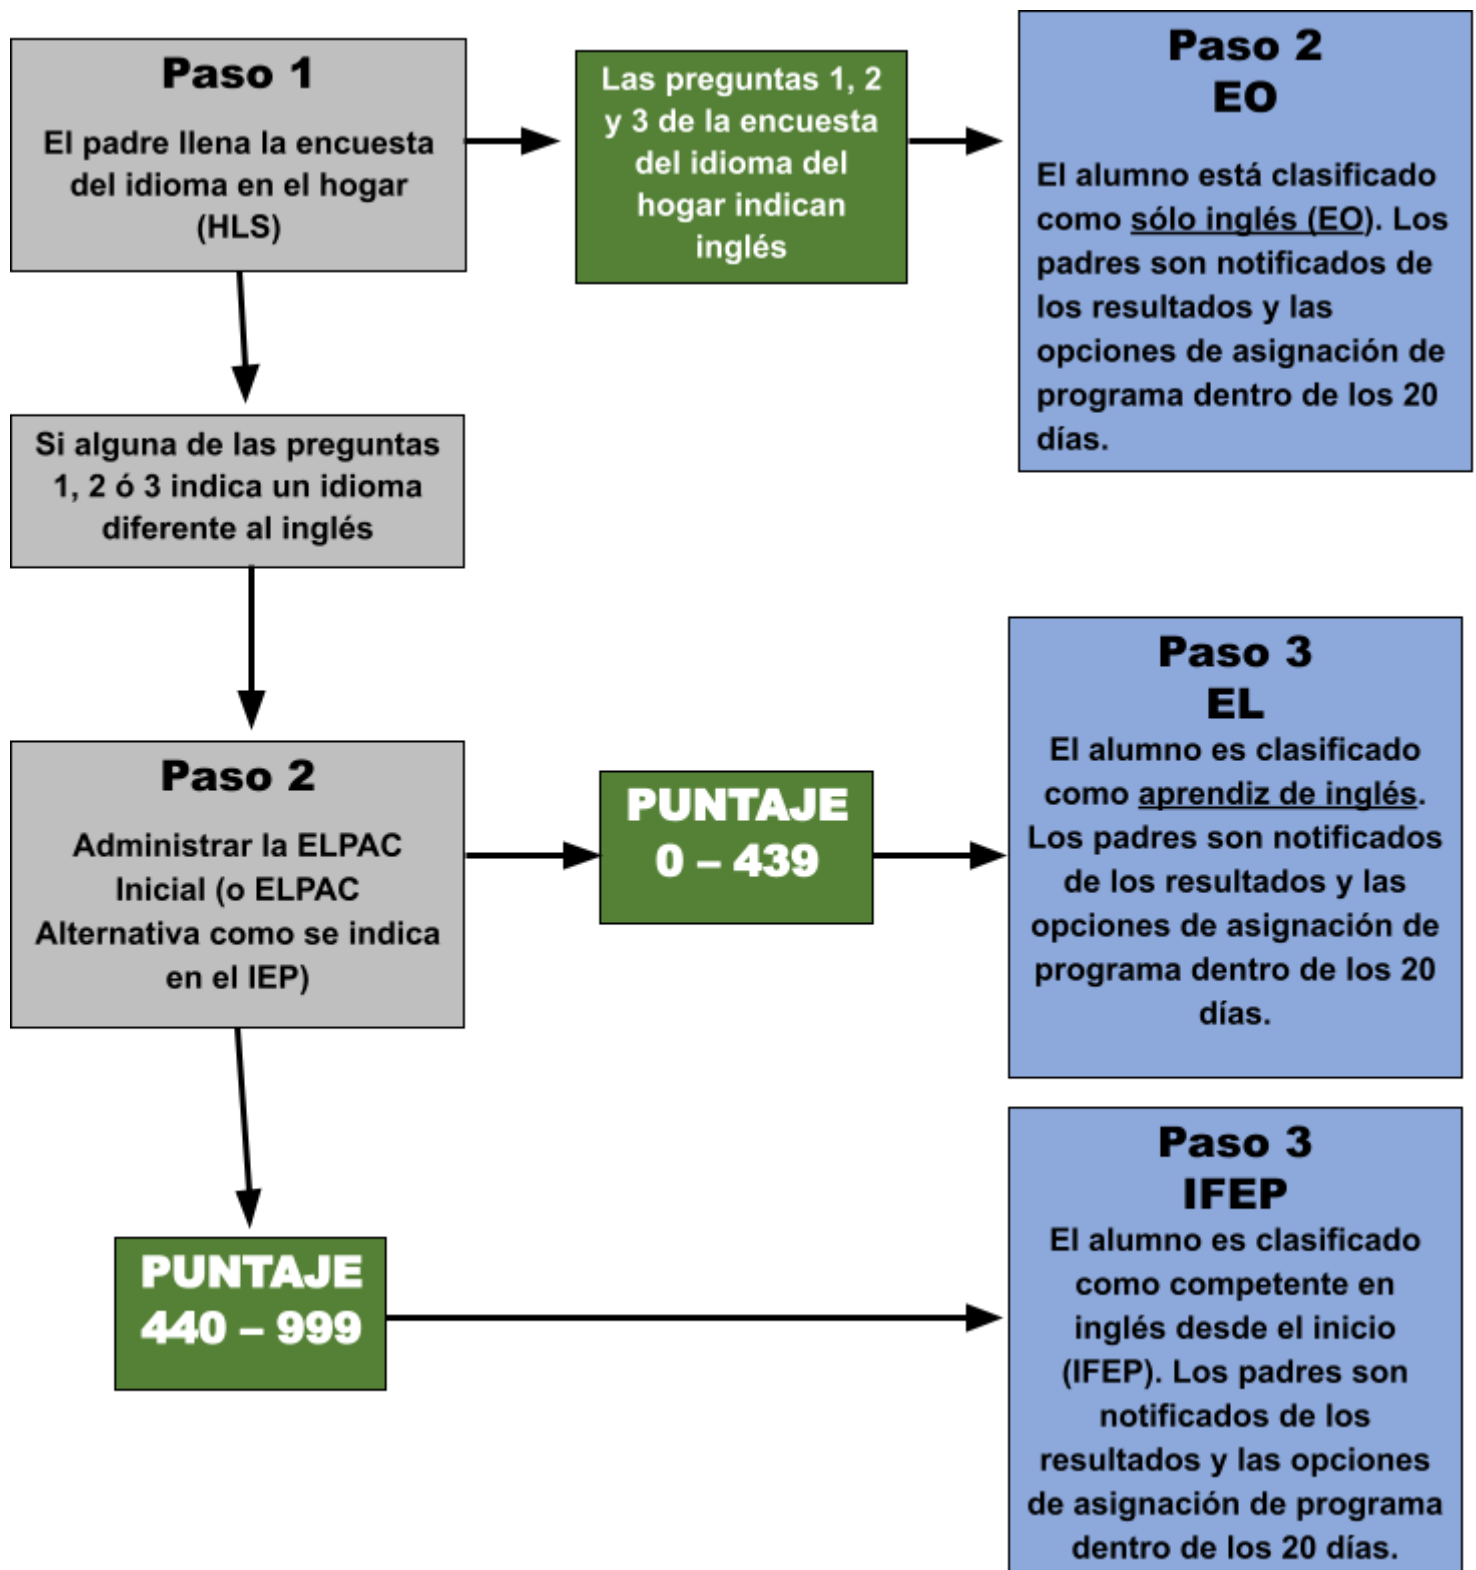 Paso 1
El padre llena la encuesta
del idioma en el hogar
(HLS)
Las preguntas 1, 2
y 3 de la encuesta
del idioma del
hogar indican
inglés
Paso 2
EO
El alumno está clasificado
como sólo inglés (EO). Los
padres son notificados de
los resultados y las
opciones de asignación de
programa dentro de los 20
días.
Si alguna de las preguntas
1, 2 ó 3 indica un idioma
diferente al inglés
Paso 2
Administrar la ELPAC
Inicial (o ELPAC
Alternativa como se indica
en el IEP)
PUNTAJE
0 – 439
Paso 3
EL
El alumno es clasificado
como aprendiz de inglés.
Los padres son notificados
de los resultados y las
opciones de asignación de
programa dentro de los 20
días.
PUNTAJE
440 – 999
Paso 3
IFEP
El alumno es clasificado
como competente en
inglés desde el inicio
(IFEP). Los padres son
notificados de los
resultados y las opciones
de asignación de programa
dentro de los 20 días.